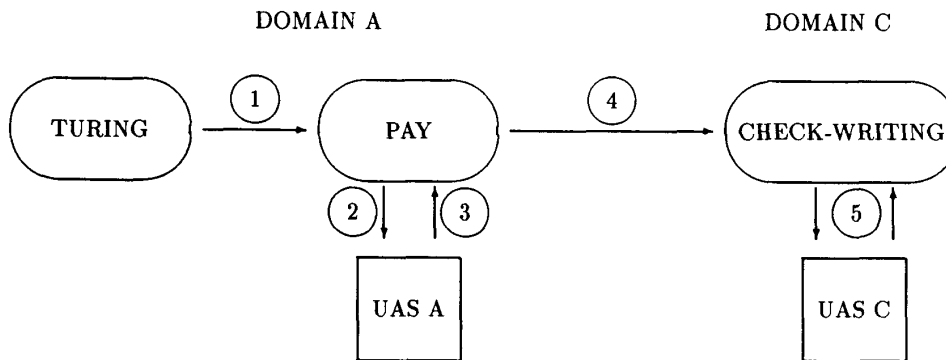 DOMAIN A
DOMAIN C
1
4
TURING
PAY
CHECK-WRITING
2
3
5
UAS A
UAS C